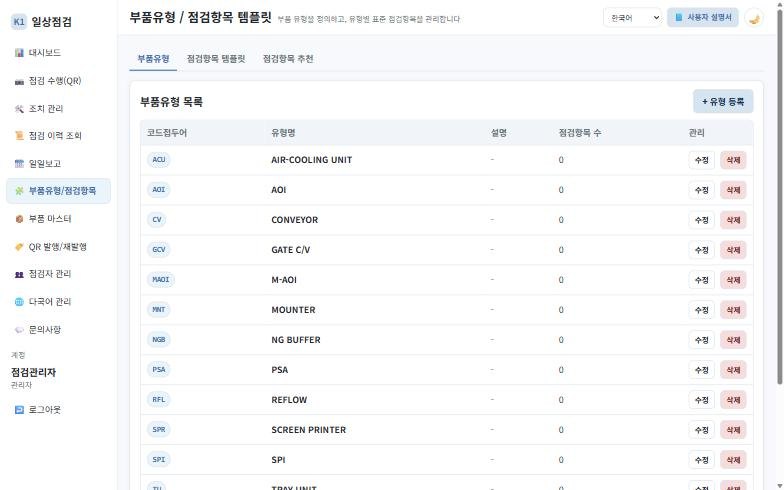 K1 일상점검
대시보드
점검 수행(QR)
조치 관리
점검 이력 조회
일일보고
부품유형/점검항목
부품 마스터
QR 발행/재발행
점검자 관리
다국어 관리
문의사항
계정
점검관리자
관리자
로그아웃
부품유형 / 점검항목 템플릿 부품 유형을 정의하고, 유형별 표준 점검항목을 관리합니다
한국어
사용자 설명서
부품유형 점검항목 템플릿 점검항목 추천
부품유형 목록
+ 유형 등록
코드접두어 유형명 설명 점검항목 수 관리
ACU AIR-COOLING UNIT - 0 수정 삭제
AOI AOI - 0 수정 삭제
CV CONVEYOR - 0 수정 삭제
GCV GATE C/V - 0 수정 삭제
MAOI M-AOI - 0 수정 삭제
MNT MOUNTER - 0 수정 삭제
NGB NG BUFFER - 0 수정 삭제
PSA PSA - 0 수정 삭제
RFL REFLOW - 0 수정 삭제
SPR SCREEN PRINTER - 0 수정 삭제
SPI SPI - 0 수정 삭제
TU TRAY UNIT - 0 수정 삭제